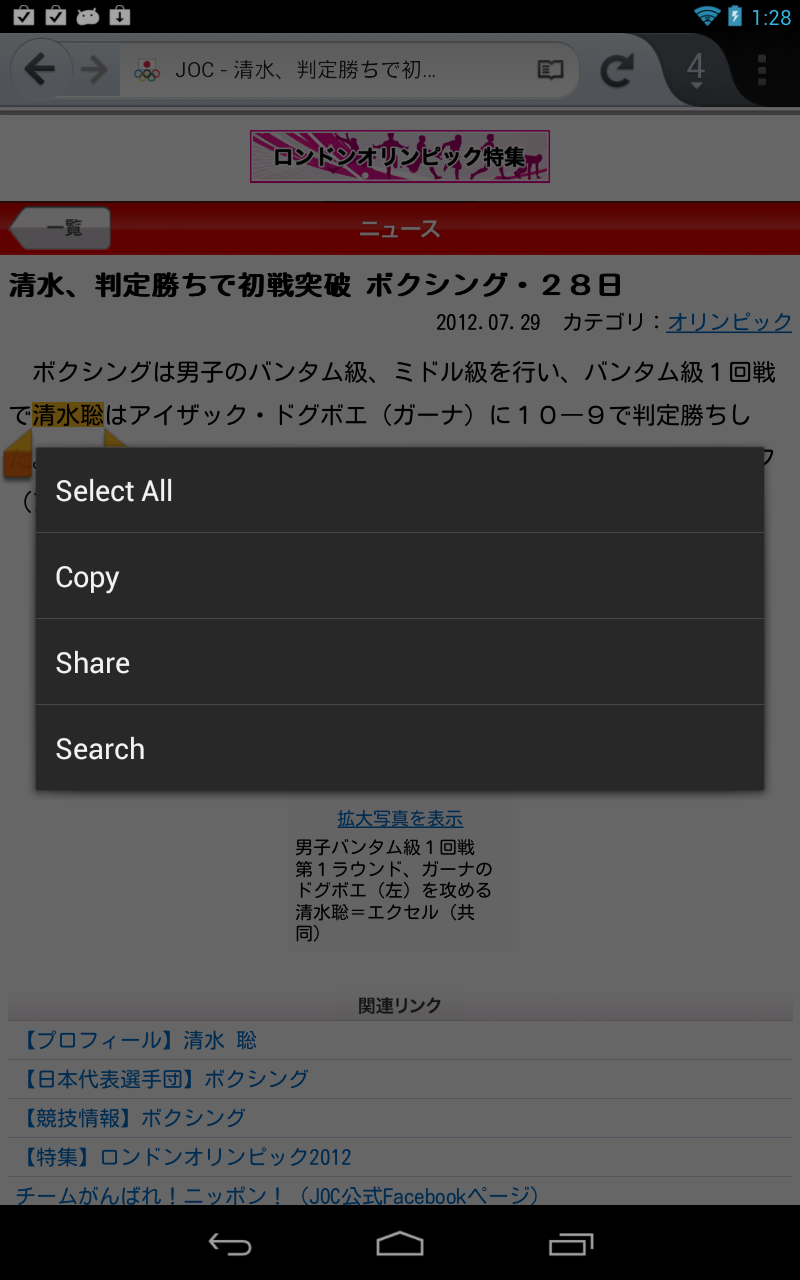 1:28
JOC - 清水、判定勝ちで初...
4
ロンドンオリンピック特集
一覧
ニュース
清水、判定勝ちで初戦突破 ボクシング・２８日
2012.07.29 カテゴリ：オリンピック
ボクシングは男子のバンタム級、ミドル級を行い、バンタム級１回戦
で清水聡はアイザック・ドグボエ（ガーナ）に１０―９で判定勝ちし
た。
Select All
Copy
Share
Search
拡大写真を表示
男子バンタム級１回戦
第１ラウンド、ガーナの
ドグボエ（左）を攻める
清水聡＝エクセル（共
同）
関連リンク
【プロフィール】清水 聡
【日本代表選手団】ボクシング
【競技情報】ボクシング
【特集】ロンドンオリンピック2012
チームがんばれ！ニッポン！（JOC公式Facebookページ）